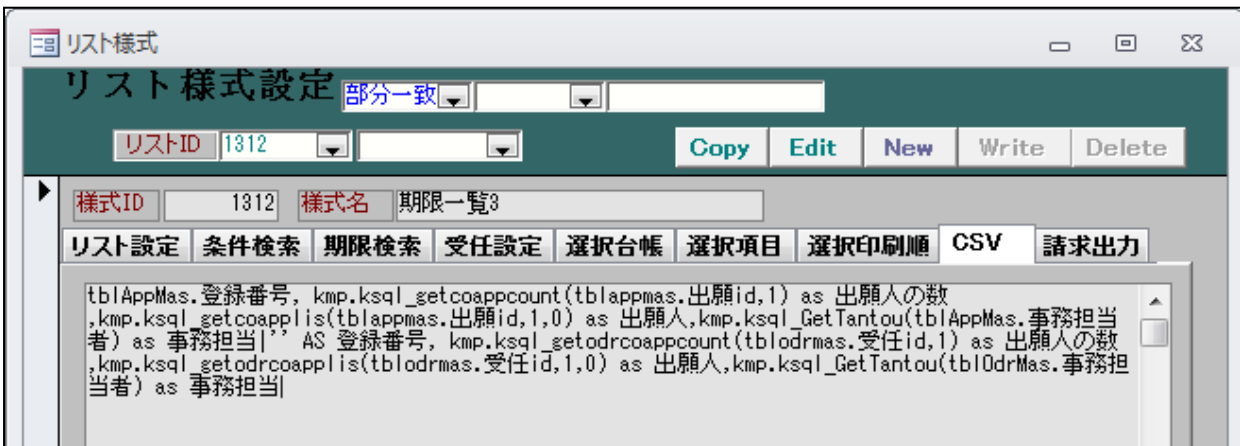 リスト様式
リスト様式設定 部分一致
リストID 1312 Copy Edit New Write Delete
様式ID 1312 様式名 期限一覧3
リスト設定 条件検索 期限検索 受任設定 選択台帳 選択項目 選択印刷順 CSV 請求出力
tblAppMas.登録番号, kmp.ksql_getcoappcount(tblappmas.出願id,1) as 出願人の数
,kmp.ksql_getcoapplis(tblappmas.出願id,1,0) as 出願人,kmp.ksql_GetTantou(tblAppMas.事務担当
者) as 事務担当|'' AS 登録番号, kmp.ksql_getodrcoappcount(tblodrmas.受任id,1) as 出願人の数
,kmp.ksql_getodrcoapplis(tblodrmas.受任id,1,0) as 出願人,kmp.ksql_GetTantou(tblOdrMas.事務担
当者) as 事務担当|